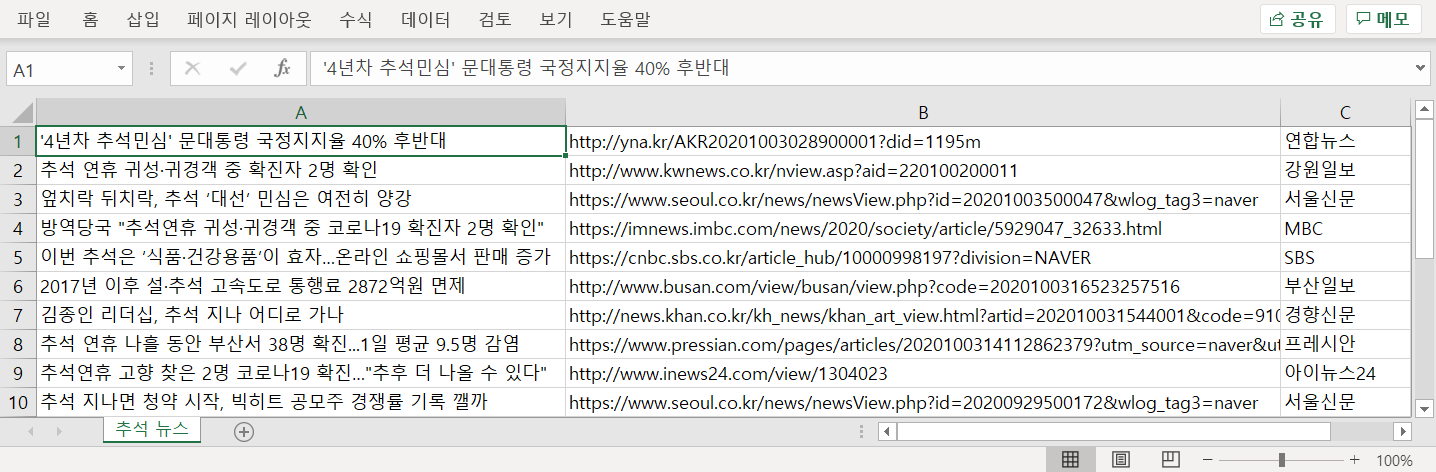 파일 홈 삽입 페이지 레이아웃 수식 데이터 검토 보기 도움말 공유 메모
A1 fx '4년차 추석민심' 문대통령 국정지지율 40% 후반대
A B C
1 '4년차 추석민심' 문대통령 국정지지율 40% 후반대 http://yna.kr/AKR20201003028900001?did=1195m 연합뉴스
2 추석 연휴 귀성·귀경객 중 확진자 2명 확인 http://www.kwnews.co.kr/nview.asp?aid=220100200011 강원일보
3 엎치락 뒤치락, 추석 ‘대선’ 민심은 여전히 양강 https://www.seoul.co.kr/news/newsView.php?id=20201003500047&wlog_tag3=naver 서울신문
4 방역당국 "추석연휴 귀성·귀경객 중 코로나19 확진자 2명 확인" https://imnews.imbc.com/news/2020/society/article/5929047_32633.html MBC
5 이번 추석은 ‘식품·건강용품’이 효자...온라인 쇼핑몰서 판매 증가 https://cnbc.sbs.co.kr/article_hub/10000998197?division=NAVER SBS
6 2017년 이후 설·추석 고속도로 통행료 2872억원 면제 http://www.busan.com/view/busan/view.php?code=2020100316523257516 부산일보
7 김종인 리더십, 추석 지나 어디로 가나 http://news.khan.co.kr/kh_news/khan_art_view.html?artid=202010031544001&code=910 경향신문
8 추석 연휴 나흘 동안 부산서 38명 확진...1일 평균 9.5명 감염 https://www.pressian.com/pages/articles/2020100314112862379?utm_source=naver&ut 프레시안
9 추석연휴 고향 찾은 2명 코로나19 확진..."추후 더 나올 수 있다" http://www.inews24.com/view/1304023 아이뉴스24
10 추석 지나면 청약 시작, 빅히트 공모주 경쟁률 기록 깰까 https://www.seoul.co.kr/news/newsView.php?id=20200929500172&wlog_tag3=naver 서울신문
추석 뉴스
100%